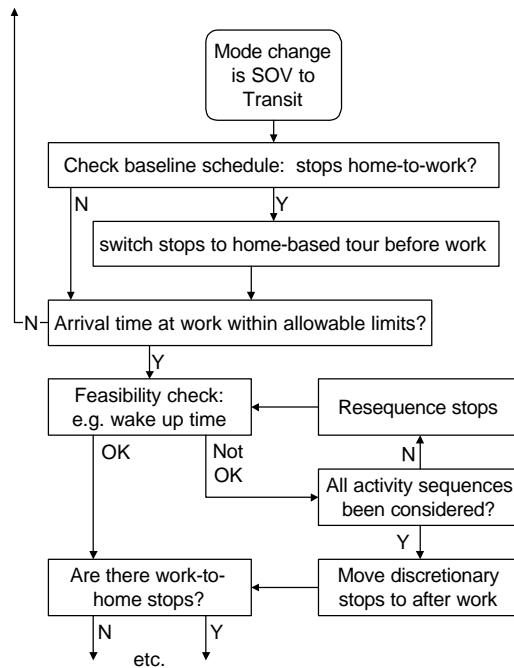 Mode change
is SOV to
Transit
Check baseline schedule:  stops home-to-work?
N
Y
switch stops to home-based tour before work
N
Arrival time at work within allowable limits?
Y
Feasibility check:
e.g. wake up time
Resequence stops
OK
Not
OK
N
All activity sequences
been considered?
Y
Are there work-to-
home stops?
Move discretionary
stops to after work
N
Y
etc.